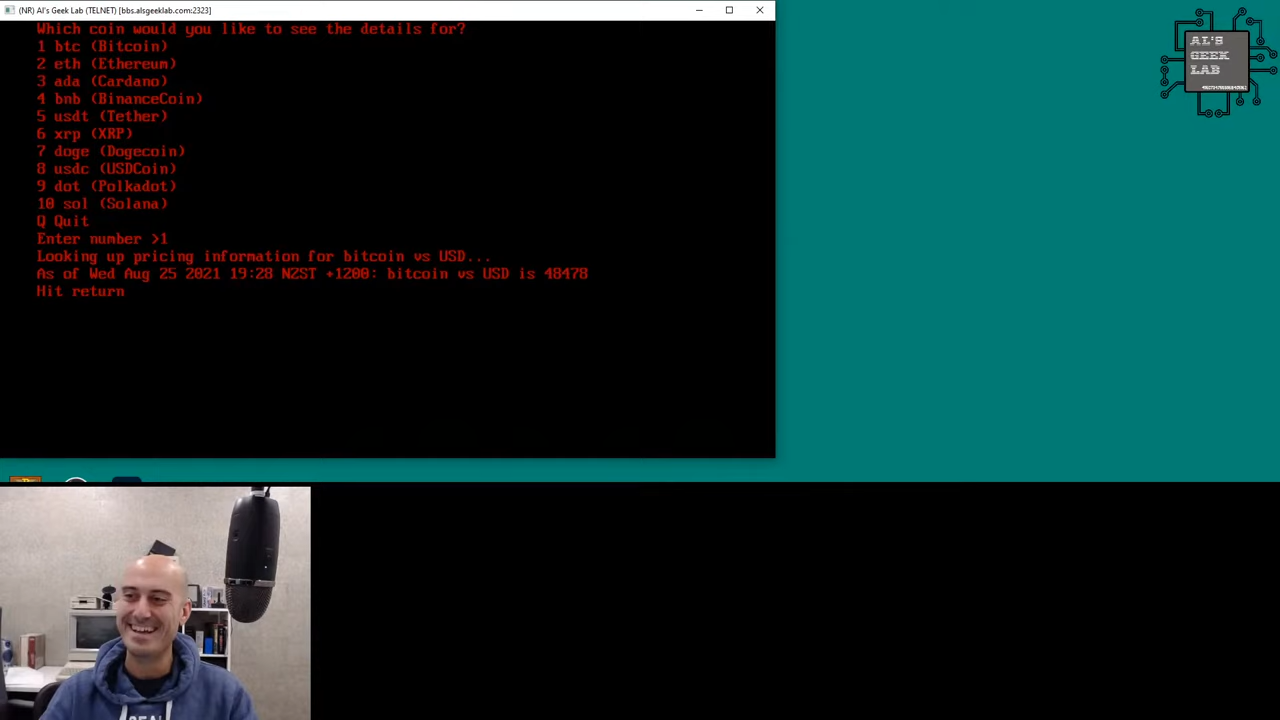 (NR) Al's Geek Lab (TELNET) [bbs.alsgeeklab.com:2323]
Which coin would you like to see the details for?
1 btc (Bitcoin)
2 eth (Ethereum)
3 ada (Cardano)
4 bnb (BinanceCoin)
5 usdt (Tether)
6 xrp (XRP)
7 doge (Dogecoin)
8 usdc (USDCoin)
9 dot (Polkadot)
10 sol (Solana)
Q Quit
Enter number >1
Looking up pricing information for bitcoin vs USD...
As of Wed Aug 25 2021 19:28 NZST +1200: bitcoin vs USD is 48478
Hit return
AL'S
GEEK
LAB